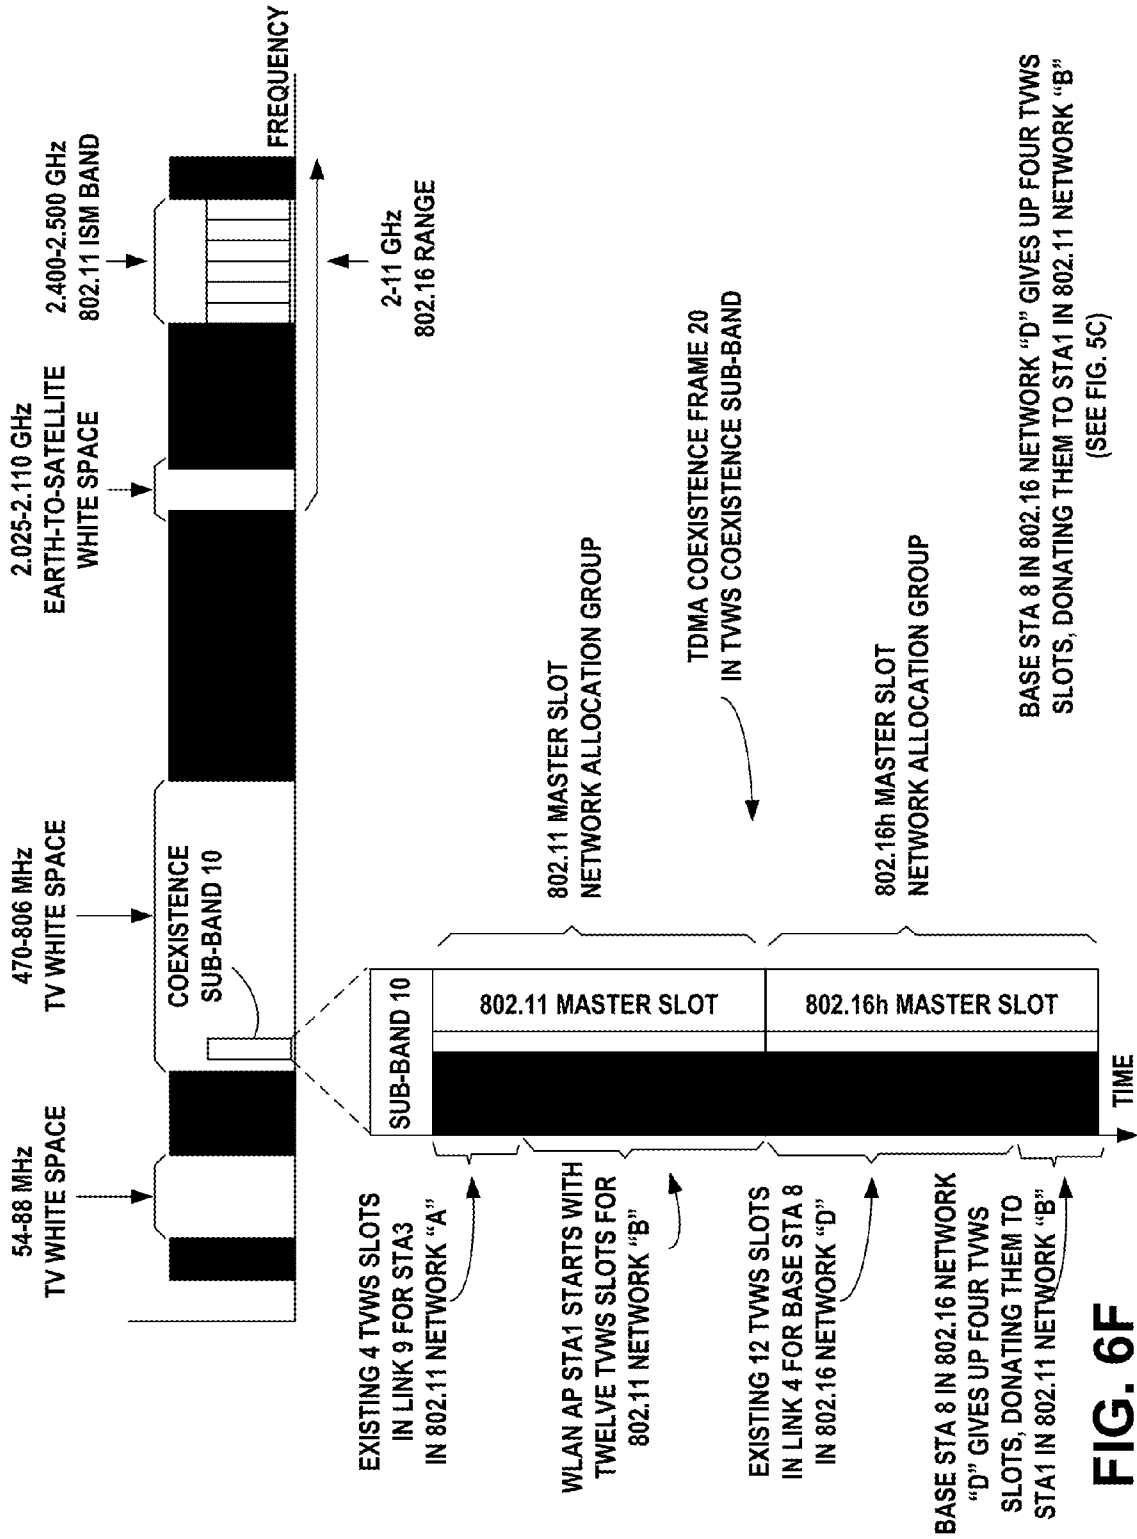 54-88 MHz
TV WHITE SPACE
470-806 MHz
TV WHITE SPACE
2.025-2.110 GHz
EARTH-TO-SATELLITE
WHITE SPACE
2.400-2.500 GHz
802.11 ISM BAND
COEXISTENCE
SUB-BAND 10
FREQUENCY
2-11 GHz
802.16 RANGE
SUB-BAND 10
802.11 MASTER SLOT
802.16h MASTER SLOT
TIME
802.11 MASTER SLOT
NETWORK ALLOCATION GROUP
TDMA COEXISTENCE FRAME 20
IN TVWS COEXISTENCE SUB-BAND
802.16h MASTER SLOT
NETWORK ALLOCATION GROUP
EXISTING 4 TVWS SLOTS
IN LINK 9 FOR STA3
IN 802.11 NETWORK “A”
WLAN AP STA1 STARTS WITH
TWELVE TVWS SLOTS FOR
802.11 NETWORK “B”
EXISTING 12 TVWS SLOTS
IN LINK 4 FOR BASE STA 8
IN 802.16 NETWORK “D”
BASE STA 8 IN 802.16 NETWORK
“D” GIVES UP FOUR TVWS
SLOTS, DONATING THEM TO
STA1 IN 802.11 NETWORK “B”
BASE STA 8 IN 802.16 NETWORK “D” GIVES UP FOUR TVWS
SLOTS, DONATING THEM TO STA1 IN 802.11 NETWORK “B”
(SEE FIG. 5C)
FIG. 6F